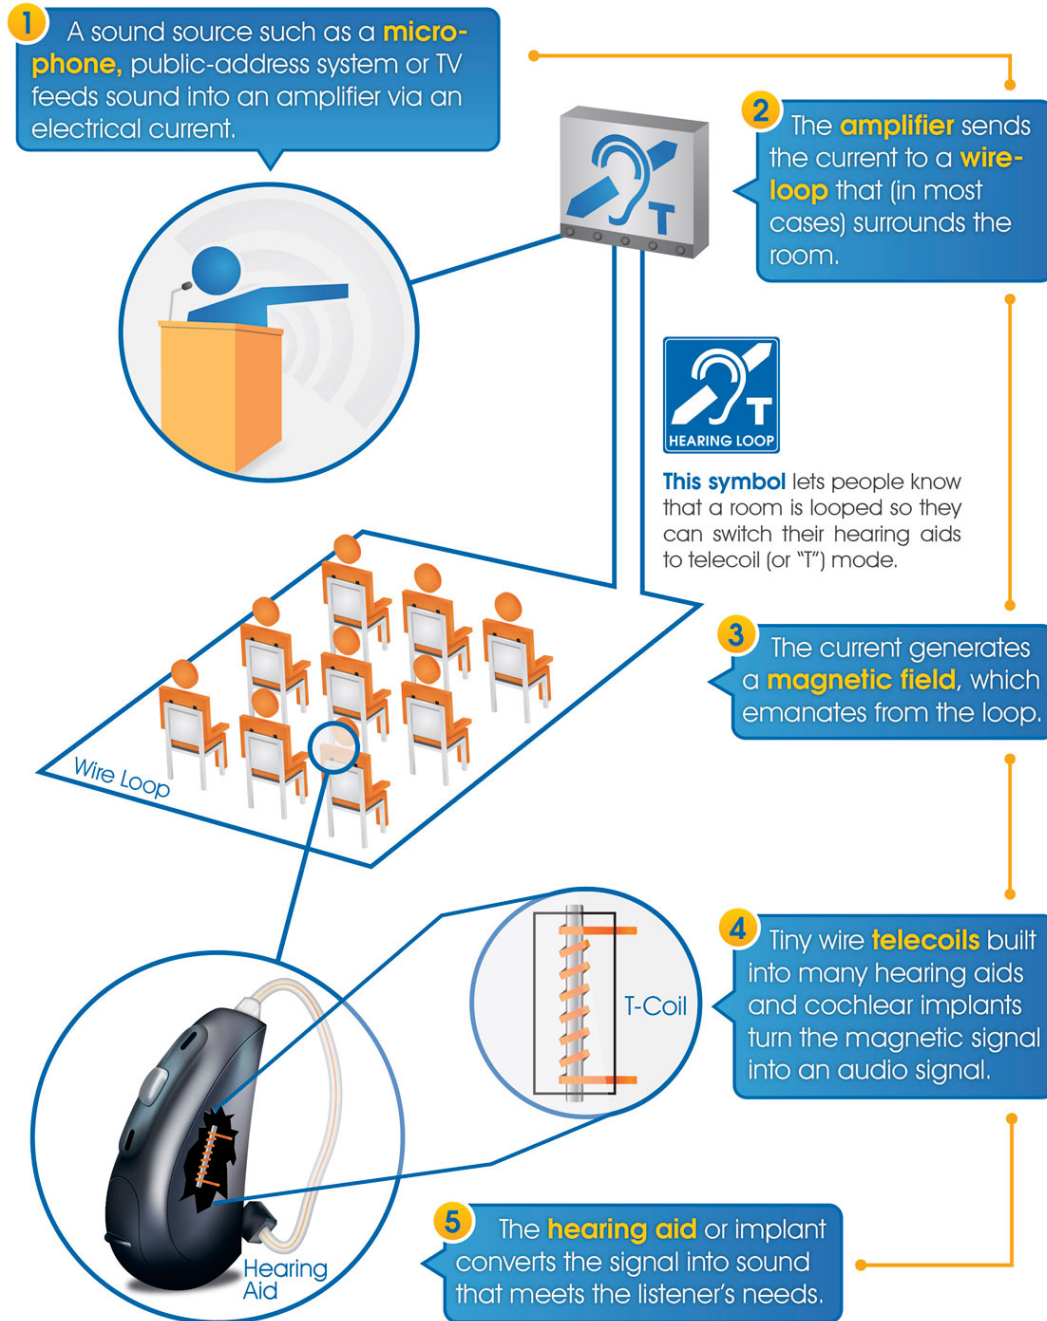 1
A sound source such as a micro-
phone, public-address system or TV
feeds sound into an amplifier via an
electrical current.
2
The amplifier sends
the current to a wire-
loop that (in most
cases) surrounds the
room.
T
T
HEARING LOOP
This symbol lets people know
that a room is looped so they
can switch their hearing aids
to telecoil (or “T”) mode.
3
The current generates
a magnetic field, which
emanates from the loop.
Wire Loop
4
Tiny wire telecoils built
into many hearing aids
and cochlear implants
turn the magnetic signal
into an audio signal.
T-Coil
Hearing
Aid
5
The hearing aid or implant
converts the signal into sound
that meets the listener’s needs.